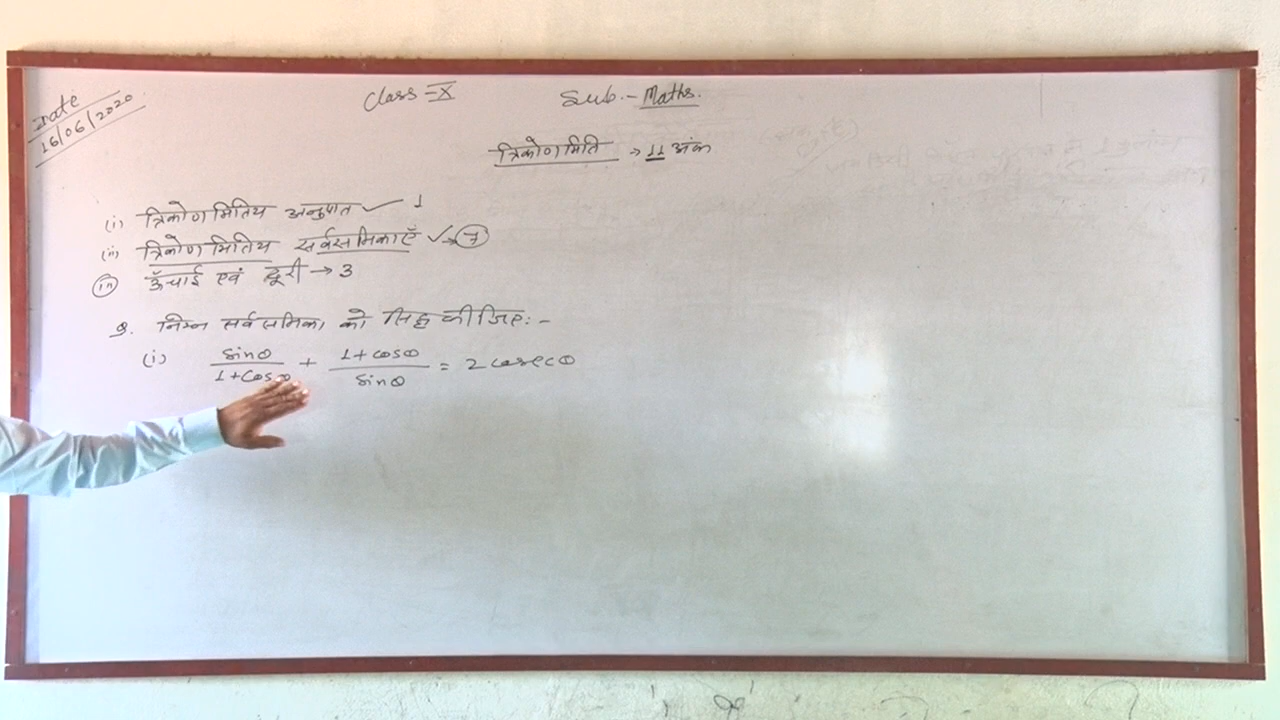 Date
16/06/2020
Class - X Sub. - Maths.
त्रिकोणमिति → 11 अंक
(i) त्रिकोणमितिय अनुपात ✓ 1
(ii) त्रिकोणमितिय सर्वसमिकाएँ ✓→ 7
(iii) ऊँचाई एवं दूरी → 3
Q. निम्न सर्वसमिका को सिद्ध कीजिए:-
(i) sinθ/1+cosθ + 1+cosθ/sinθ = 2 cosecθ